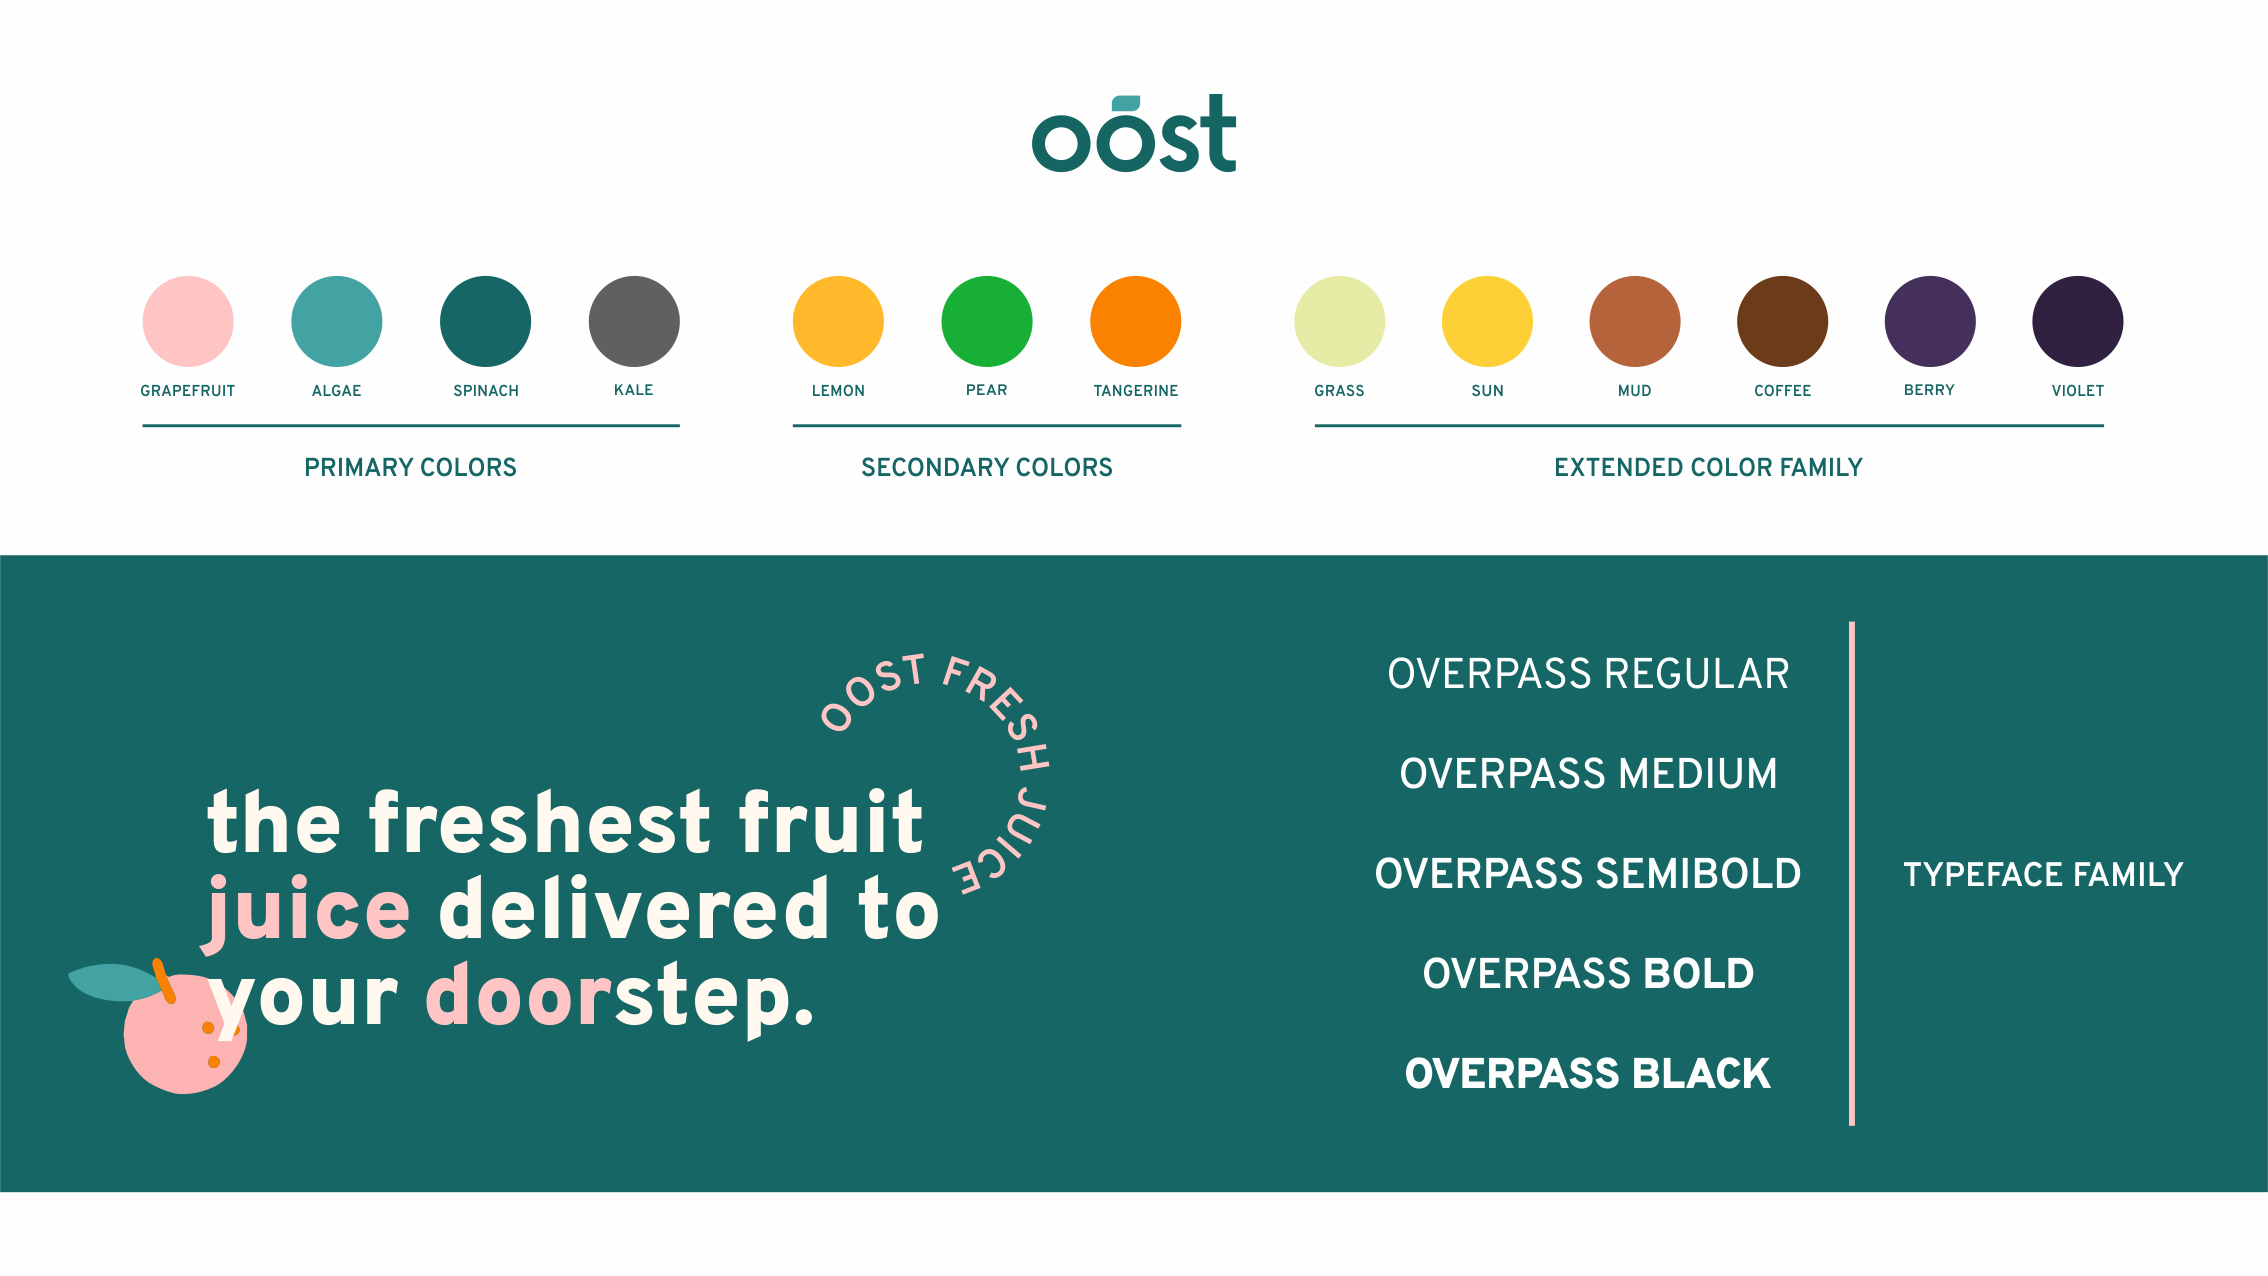 oōst
GRAPEFRUIT ALGAE SPINACH KALE LEMON PEAR TANGERINE GRASS SUN MUD COFFEE BERRY VIOLET
PRIMARY COLORS SECONDARY COLORS EXTENDED COLOR FAMILY
OOST FRESH JUICE
the freshest fruit
juice delivered to
your doorstep.
OVERPASS REGULAR
OVERPASS MEDIUM
OVERPASS SEMIBOLD
OVERPASS BOLD
OVERPASS BLACK
TYPEFACE FAMILY